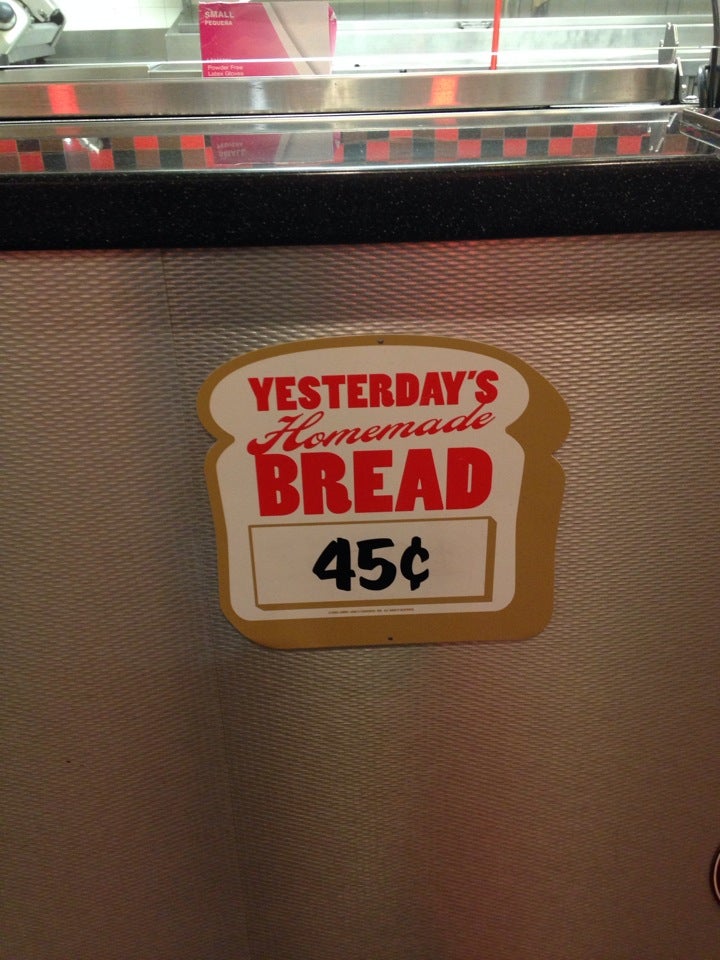 SMALL
PEQUEÑA
Powder Free
Latex Gloves
YESTERDAY'S
Homemade
BREAD
45¢